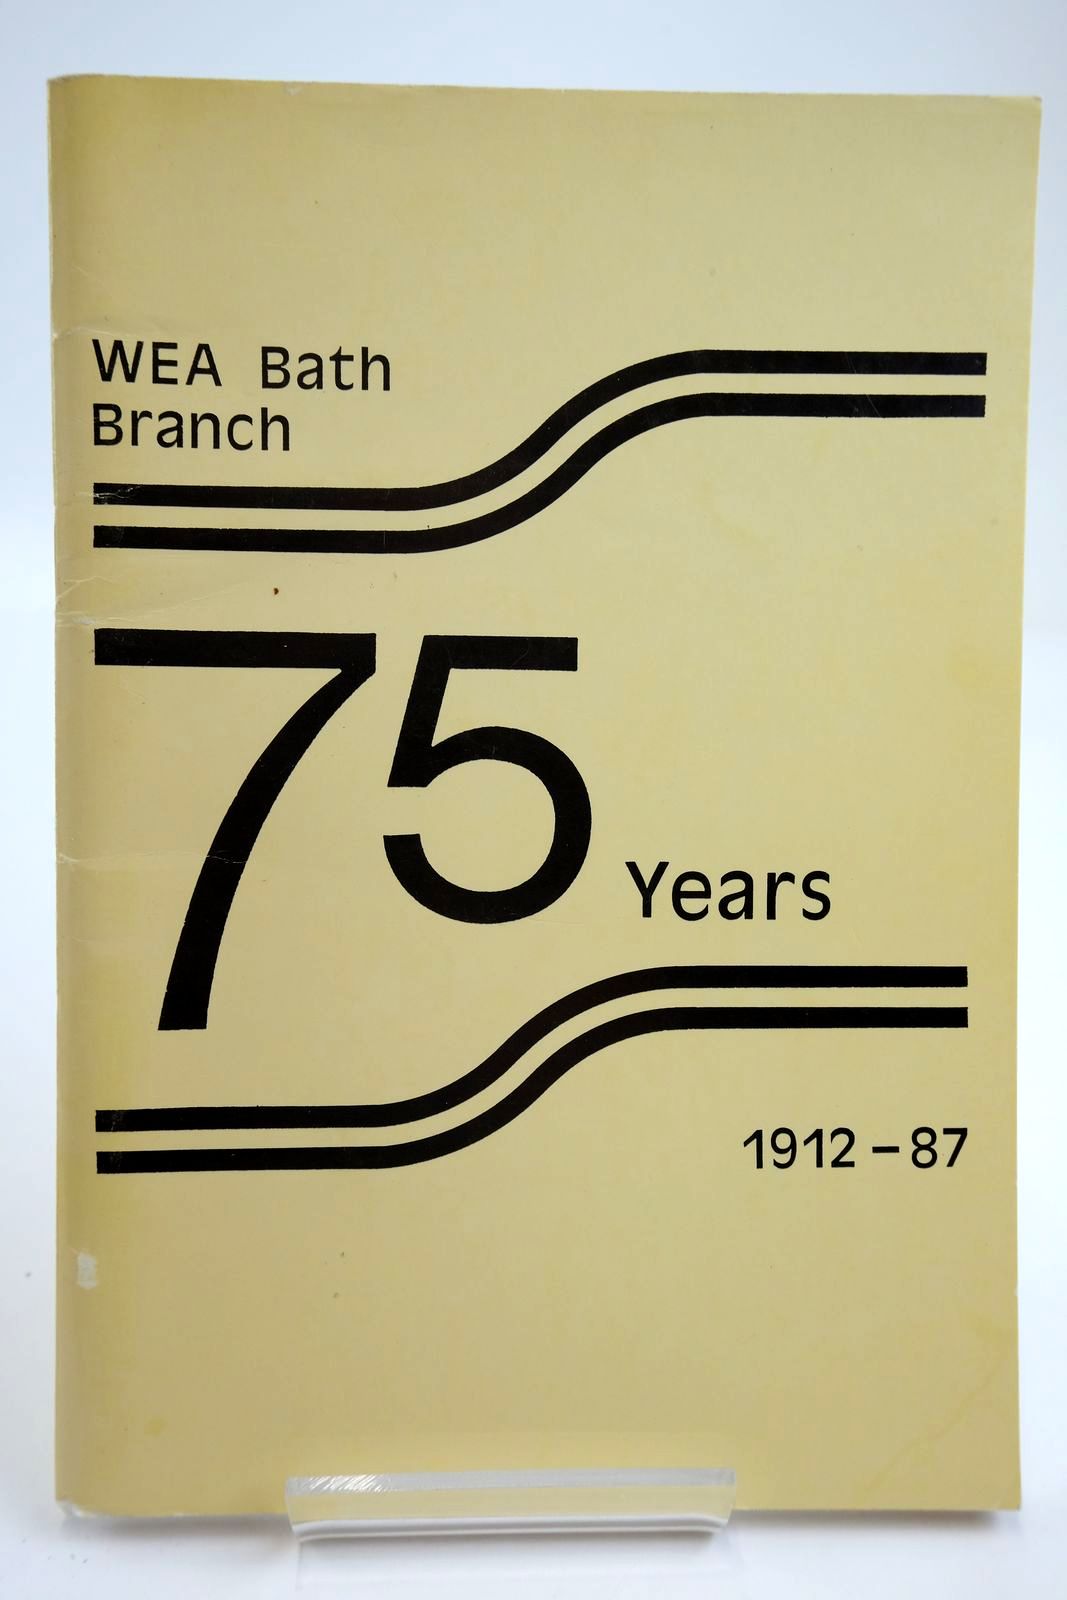 WEA Bath
Branch
75 Years
1912 – 87